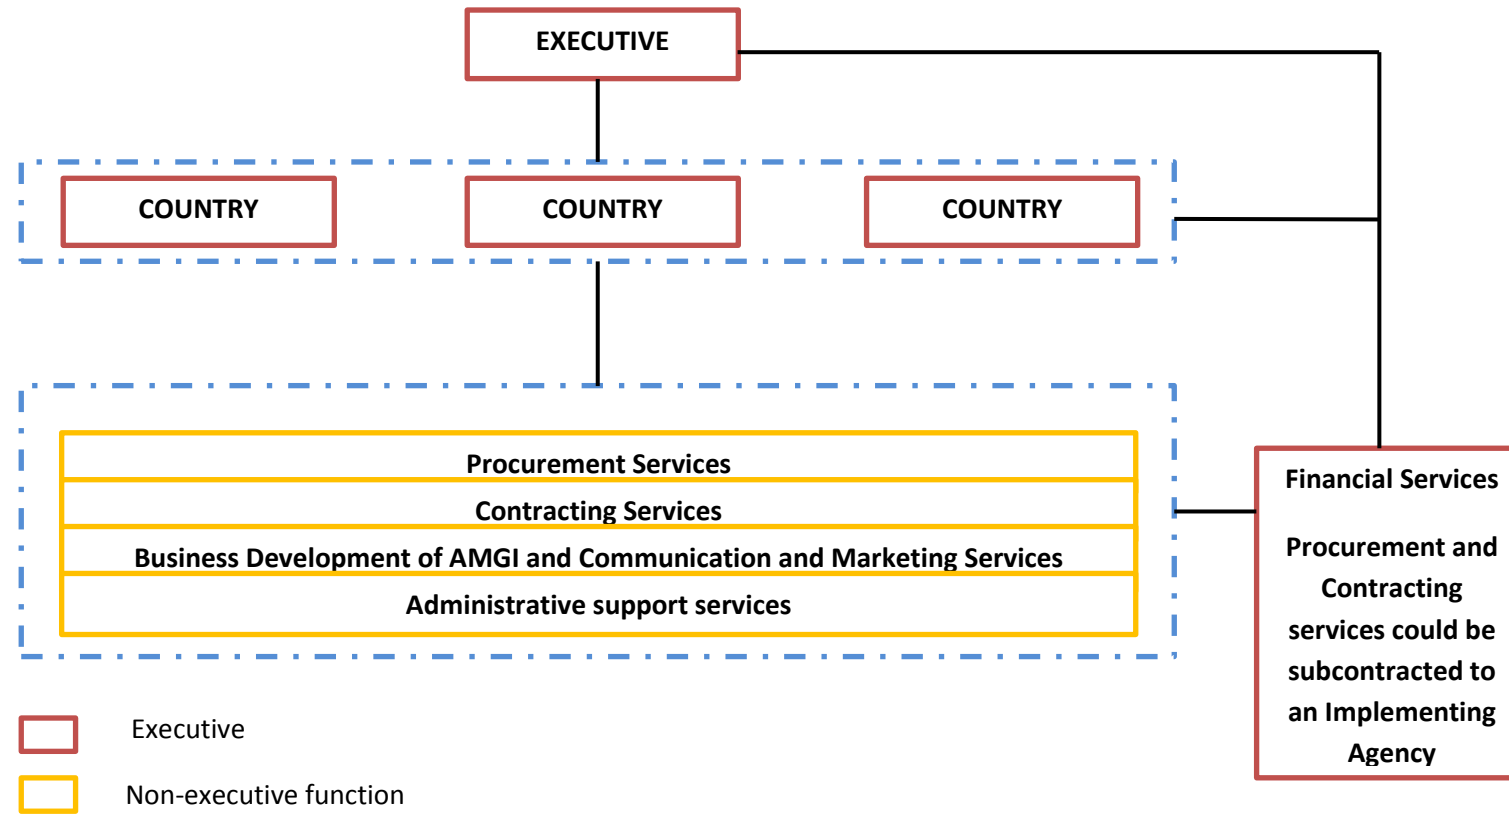 EXECUTIVE
COUNTRY
COUNTRY
COUNTRY
Procurement Services
Contracting Services
Business Development of AMGI and Communication and Marketing Services
Administrative support services
Financial Services
Procurement and
Contracting
services could be
subcontracted to
an Implementing
Agency
Executive
Non-executive function